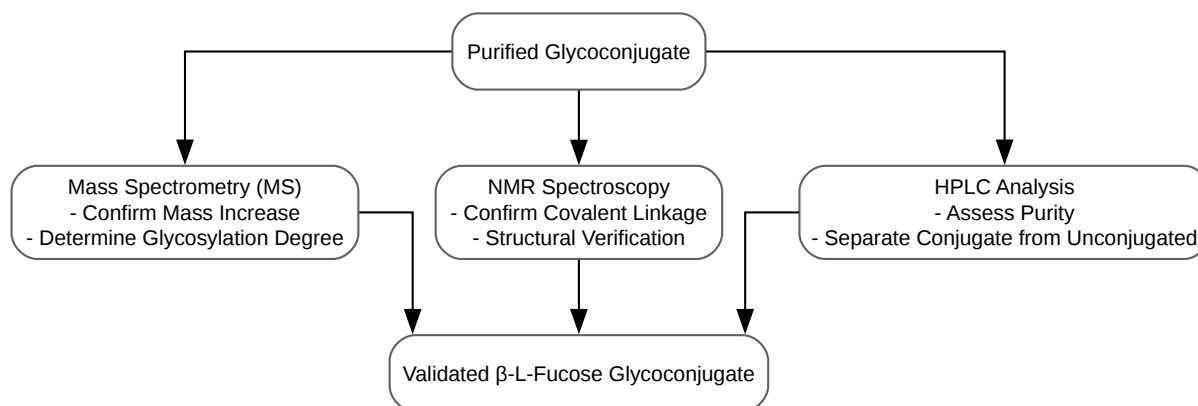 Purified Glycoconjugate
Mass Spectrometry (MS)
- Confirm Mass Increase
- Determine Glycosylation Degree
NMR Spectroscopy
- Confirm Covalent Linkage
- Structural Verification
HPLC Analysis
- Assess Purity
- Separate Conjugate from Unconjugated
Validated β-L-Fucose Glycoconjugate